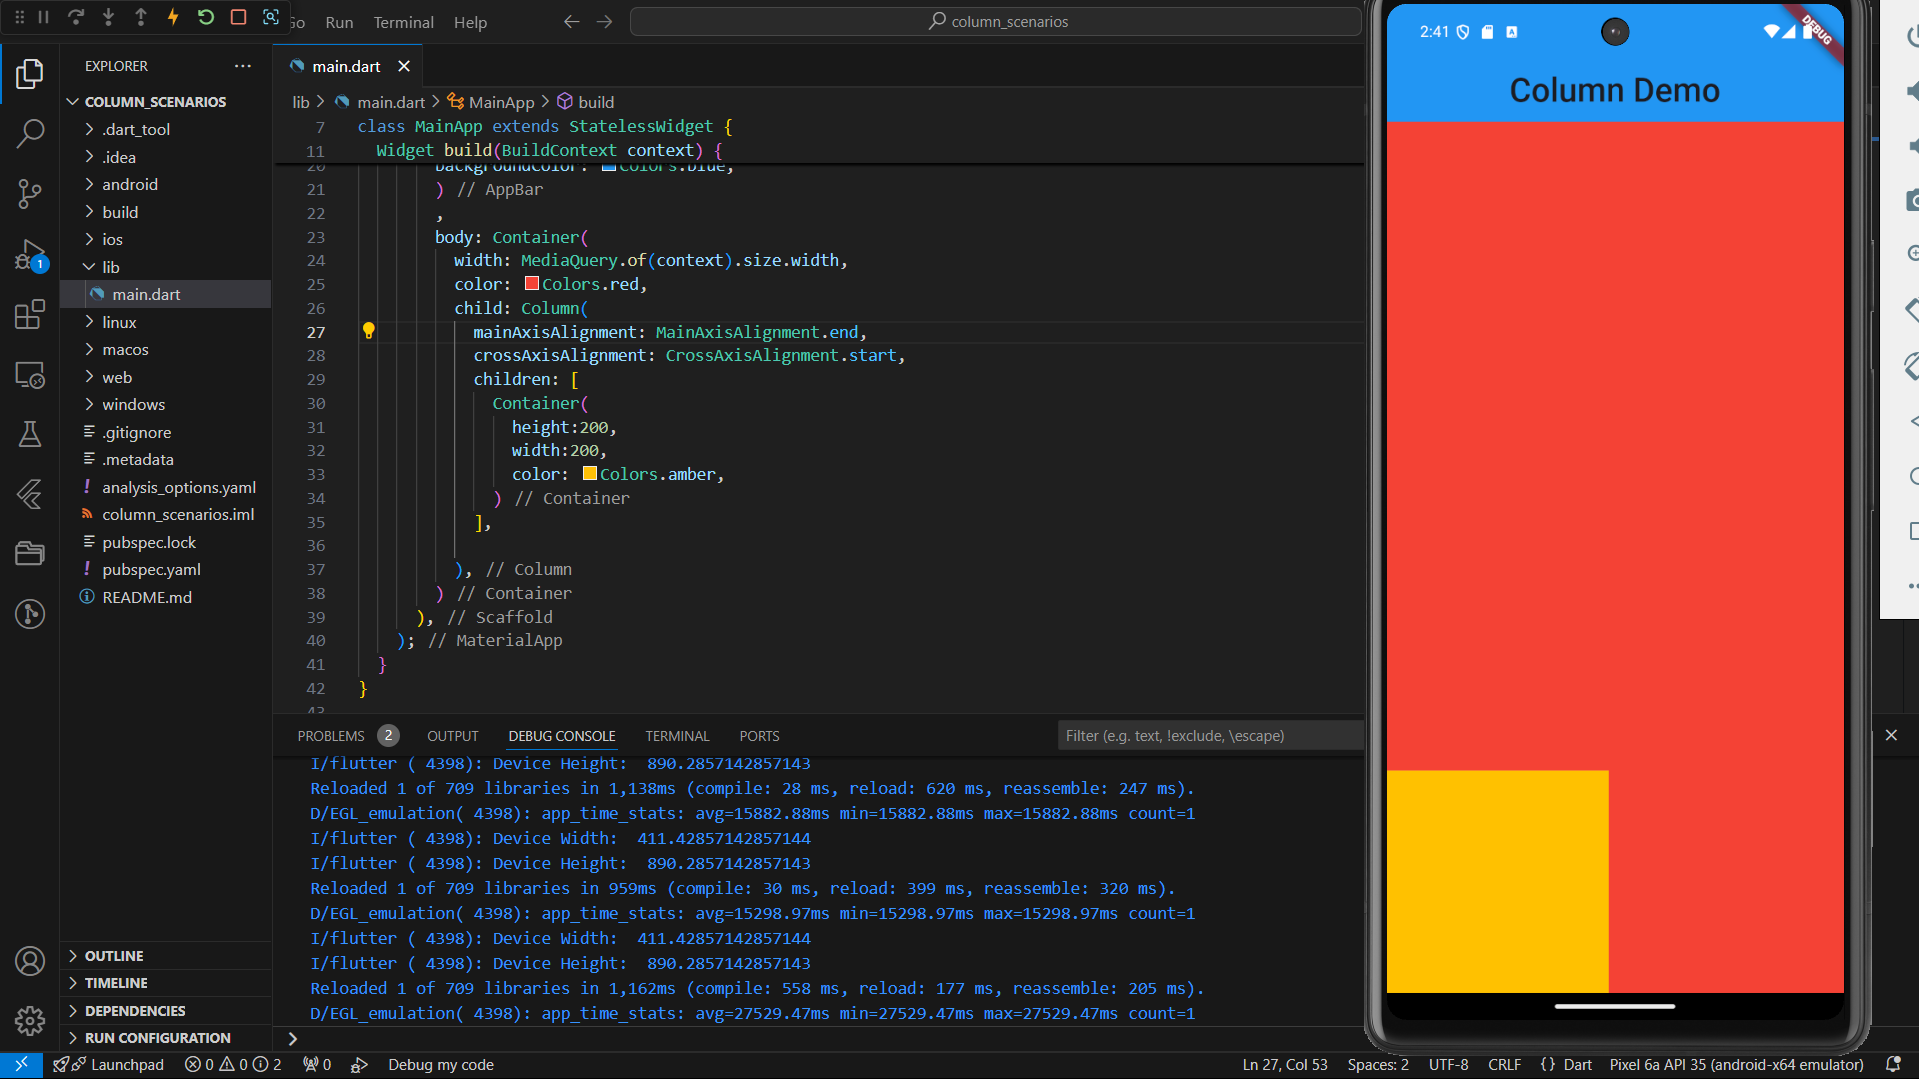 Go Run Terminal Help
column_scenarios
EXPLORER
COLUMN_SCENARIOS
.dart_tool
.idea
android
build
ios
lib
main.dart
linux
macos
web
windows
.gitignore
.metadata
analysis_options.yaml
column_scenarios.iml
pubspec.lock
pubspec.yaml
README.md
OUTLINE
TIMELINE
DEPENDENCIES
RUN CONFIGURATION
1
main.dart
lib > main.dart > MainApp > build
7 class MainApp extends StatelessWidget {
11 Widget build(BuildContext context) {
20 backgroundColor: Colors.blue,
21 ) // AppBar
22 ,
23 body: Container(
24 width: MediaQuery.of(context).size.width,
25 color: Colors.red,
26 child: Column(
27 mainAxisAlignment: MainAxisAlignment.end,
28 crossAxisAlignment: CrossAxisAlignment.start,
29 children: [
30 Container(
31 height:200,
32 width:200,
33 color: Colors.amber,
34 ) // Container
35 ],
36
37 ), // Column
38 ) // Container
39 ), // Scaffold
40 ); // MaterialApp
41 }
42 }
43
PROBLEMS 2 OUTPUT DEBUG CONSOLE TERMINAL PORTS
Filter (e.g. text, !exclude, \escape)
I/flutter ( 4398): Device Height:  890.2857142857143
Reloaded 1 of 709 libraries in 1,138ms (compile: 28 ms, reload: 620 ms, reassemble: 247 ms).
D/EGL_emulation( 4398): app_time_stats: avg=15882.88ms min=15882.88ms max=15882.88ms count=1
I/flutter ( 4398): Device Width:  411.42857142857144
I/flutter ( 4398): Device Height:  890.2857142857143
Reloaded 1 of 709 libraries in 959ms (compile: 30 ms, reload: 399 ms, reassemble: 320 ms).
D/EGL_emulation( 4398): app_time_stats: avg=15298.97ms min=15298.97ms max=15298.97ms count=1
I/flutter ( 4398): Device Width:  411.42857142857144
I/flutter ( 4398): Device Height:  890.2857142857143
Reloaded 1 of 709 libraries in 1,162ms (compile: 558 ms, reload: 177 ms, reassemble: 205 ms).
D/EGL_emulation( 4398): app_time_stats: avg=27529.47ms min=27529.47ms max=27529.47ms count=1
2:41
DEBUG
Column Demo
Launchpad 0 0 2 0 Debug my code
Ln 27, Col 53 Spaces: 2 UTF-8 CRLF {} Dart Pixel 6a API 35 (android-x64 emulator)